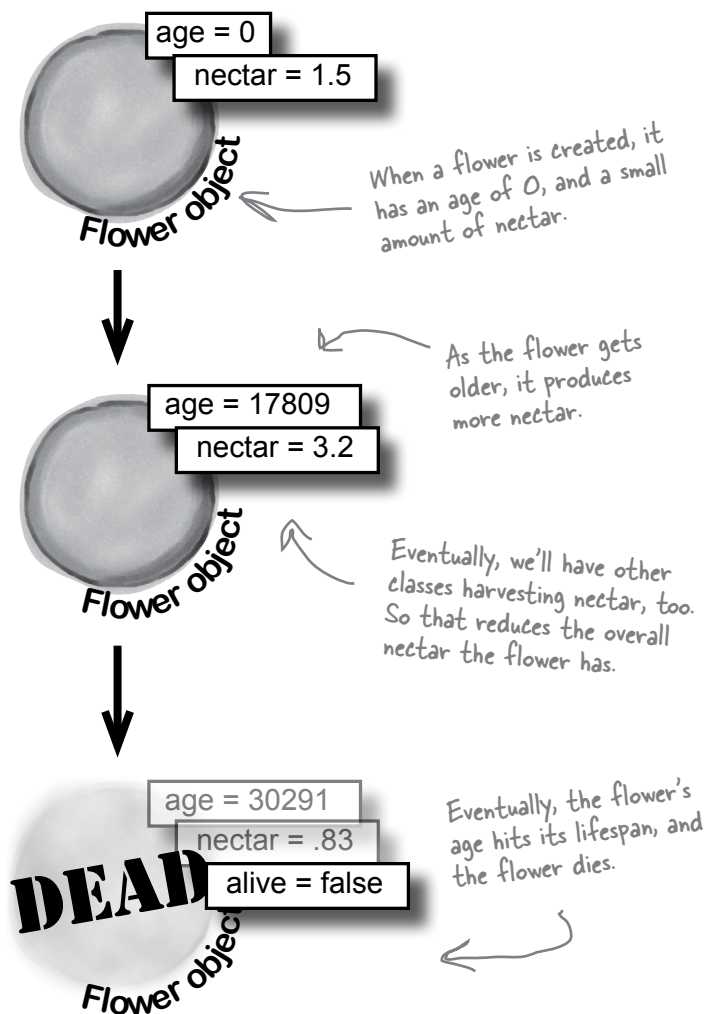 age = 0
nectar = 1.5
Flower object
When a flower is created, it
has an age of 0, and a small
amount of nectar.
As the flower gets
older, it produces
more nectar.
age = 17809
nectar = 3.2
Flower object
Eventually, we'll have other
classes harvesting nectar, too.
So that reduces the overall
nectar the flower has.
age = 30291
nectar = .83
alive = false
DEAD
Flower object
Eventually, the flower's
age hits its lifespan, and
the flower dies.